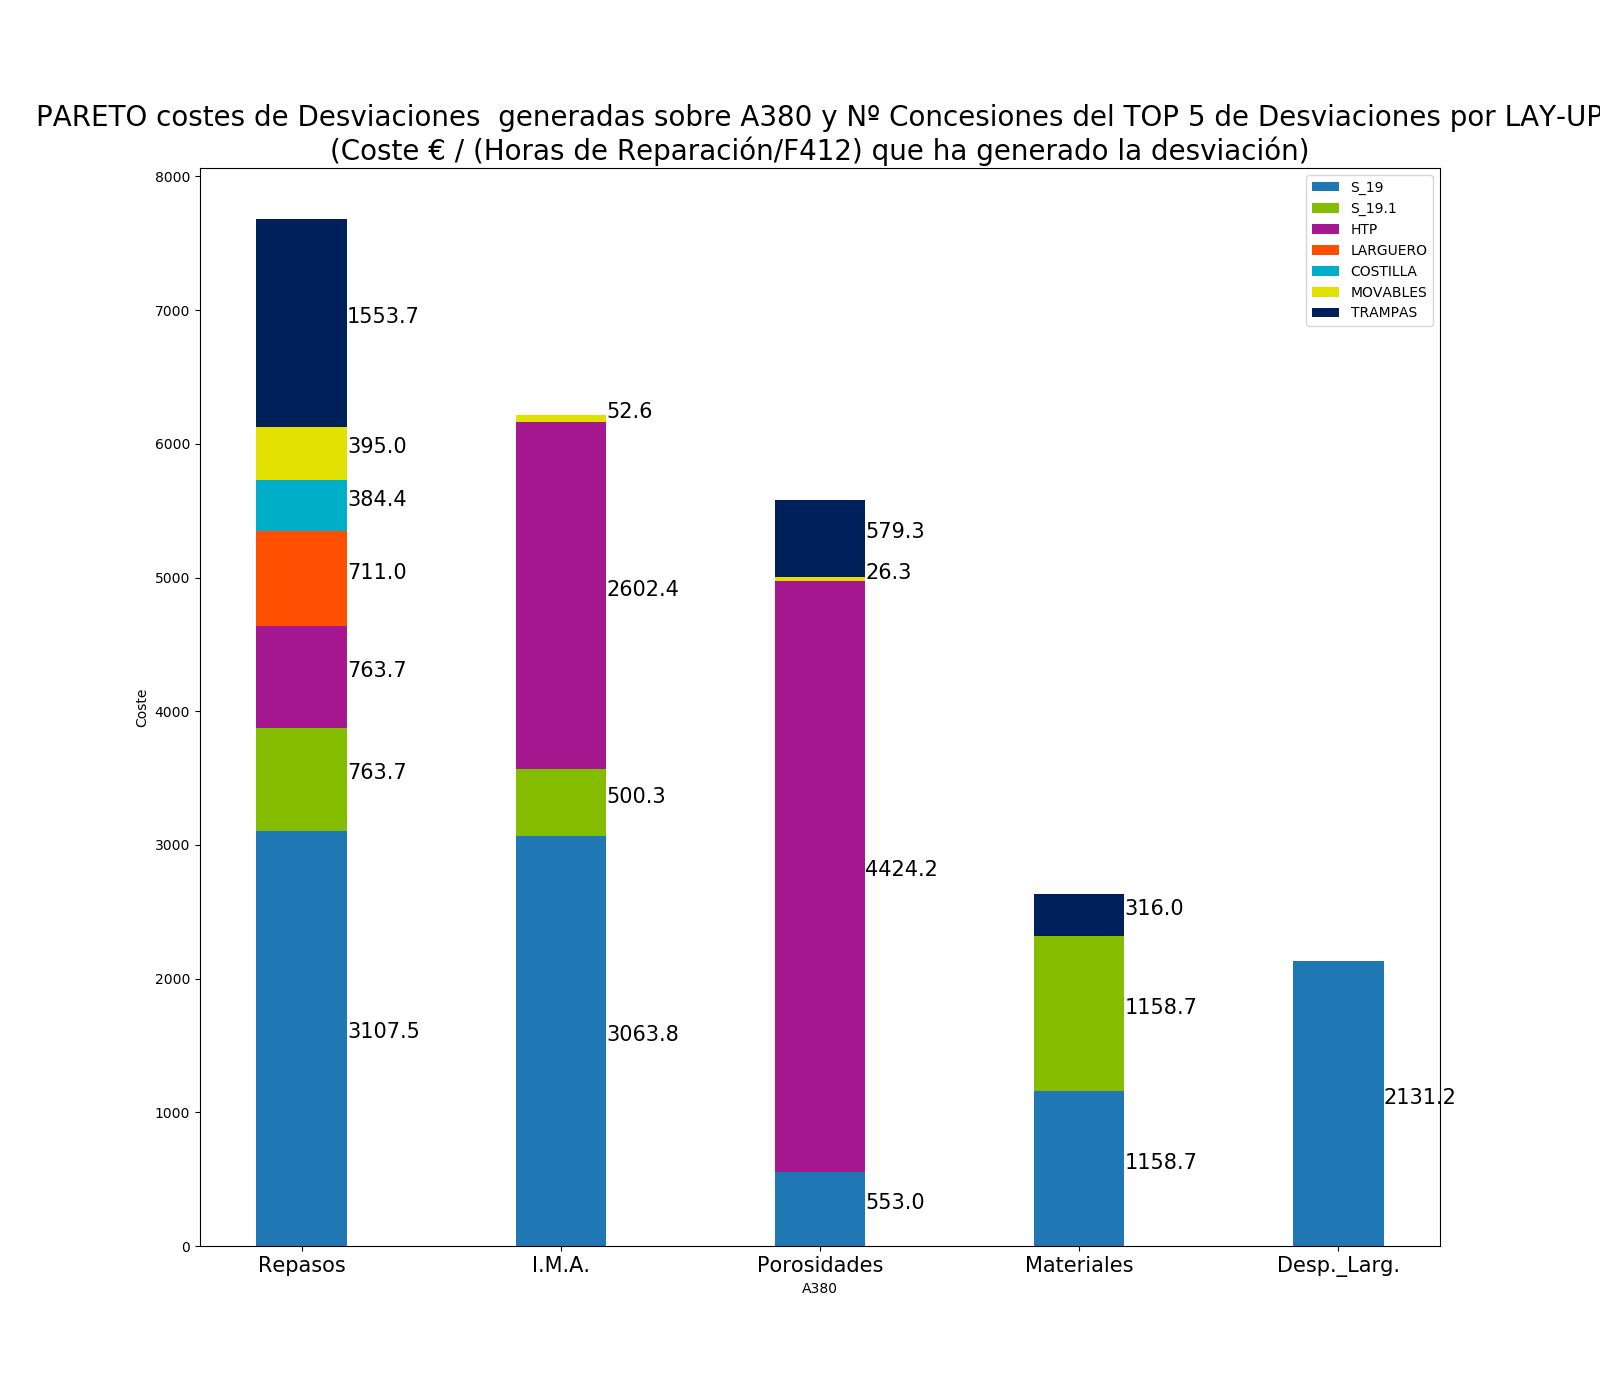 PARETO costes de Desviaciones  generadas sobre A380 y Nº Concesiones del TOP 5 de Desviaciones por LAY-UP
(Coste € / (Horas de Reparación/F412) que ha generado la desviación)
8000
7000
6000
5000
4000
3000
2000
1000
0
Coste
S_19
S_19.1
HTP
LARGUERO
COSTILLA
MOVABLES
TRAMPAS
1553.7
395.0
384.4
711.0
763.7
763.7
3107.5
52.6
2602.4
500.3
3063.8
579.3
26.3
4424.2
553.0
316.0
1158.7
1158.7
2131.2
Repasos
I.M.A.
Porosidades
Materiales
Desp._Larg.
A380